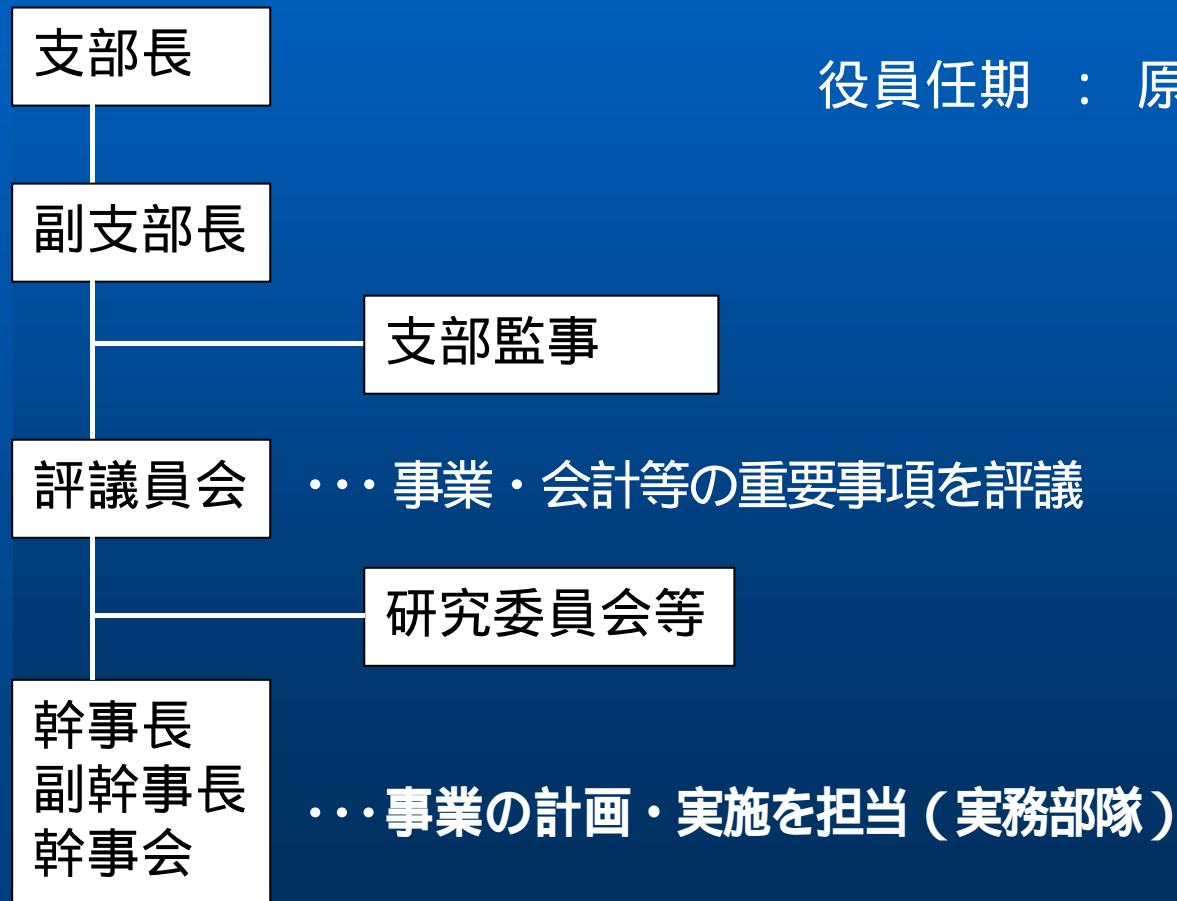 支部長
役員任期 : 原
副支部長
支部監事
評議員会 ・・・ 事業・会計等の重要事項を評議
研究委員会等
幹事長
副幹事長
幹事会
・・・事業の計画・実施を担当(実務部隊)